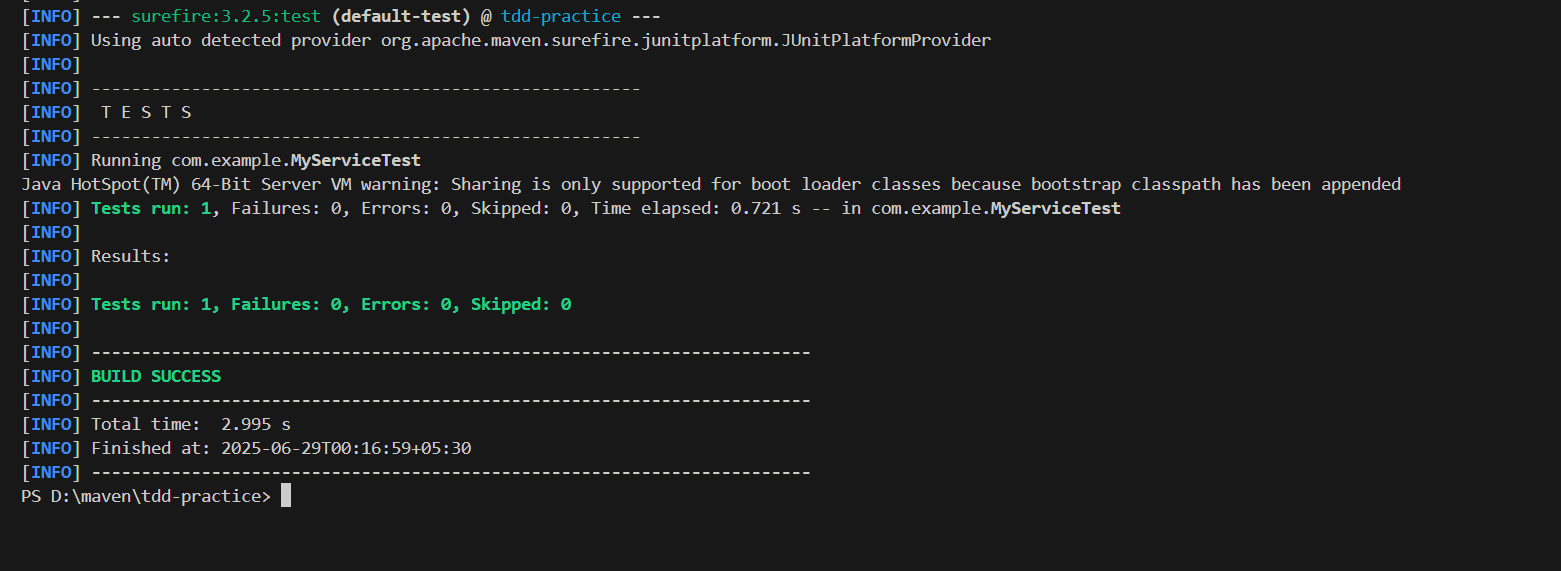 [INFO] --- surefire:3.2.5:test (default-test) @ tdd-practice ---
[INFO] Using auto detected provider org.apache.maven.surefire.junitplatform.JUnitPlatformProvider
[INFO]
[INFO] -------------------------------------------------------
[INFO]  T E S T S
[INFO] -------------------------------------------------------
[INFO] Running com.example.MyServiceTest
Java HotSpot(TM) 64-Bit Server VM warning: Sharing is only supported for boot loader classes because bootstrap classpath has been appended
[INFO] Tests run: 1, Failures: 0, Errors: 0, Skipped: 0, Time elapsed: 0.721 s -- in com.example.MyServiceTest
[INFO]
[INFO] Results:
[INFO]
[INFO] Tests run: 1, Failures: 0, Errors: 0, Skipped: 0
[INFO]
[INFO] ------------------------------------------------------------------------
[INFO] BUILD SUCCESS
[INFO] ------------------------------------------------------------------------
[INFO] Total time:  2.995 s
[INFO] Finished at: 2025-06-29T00:16:59+05:30
[INFO] ------------------------------------------------------------------------
PS D:\maven\tdd-practice>